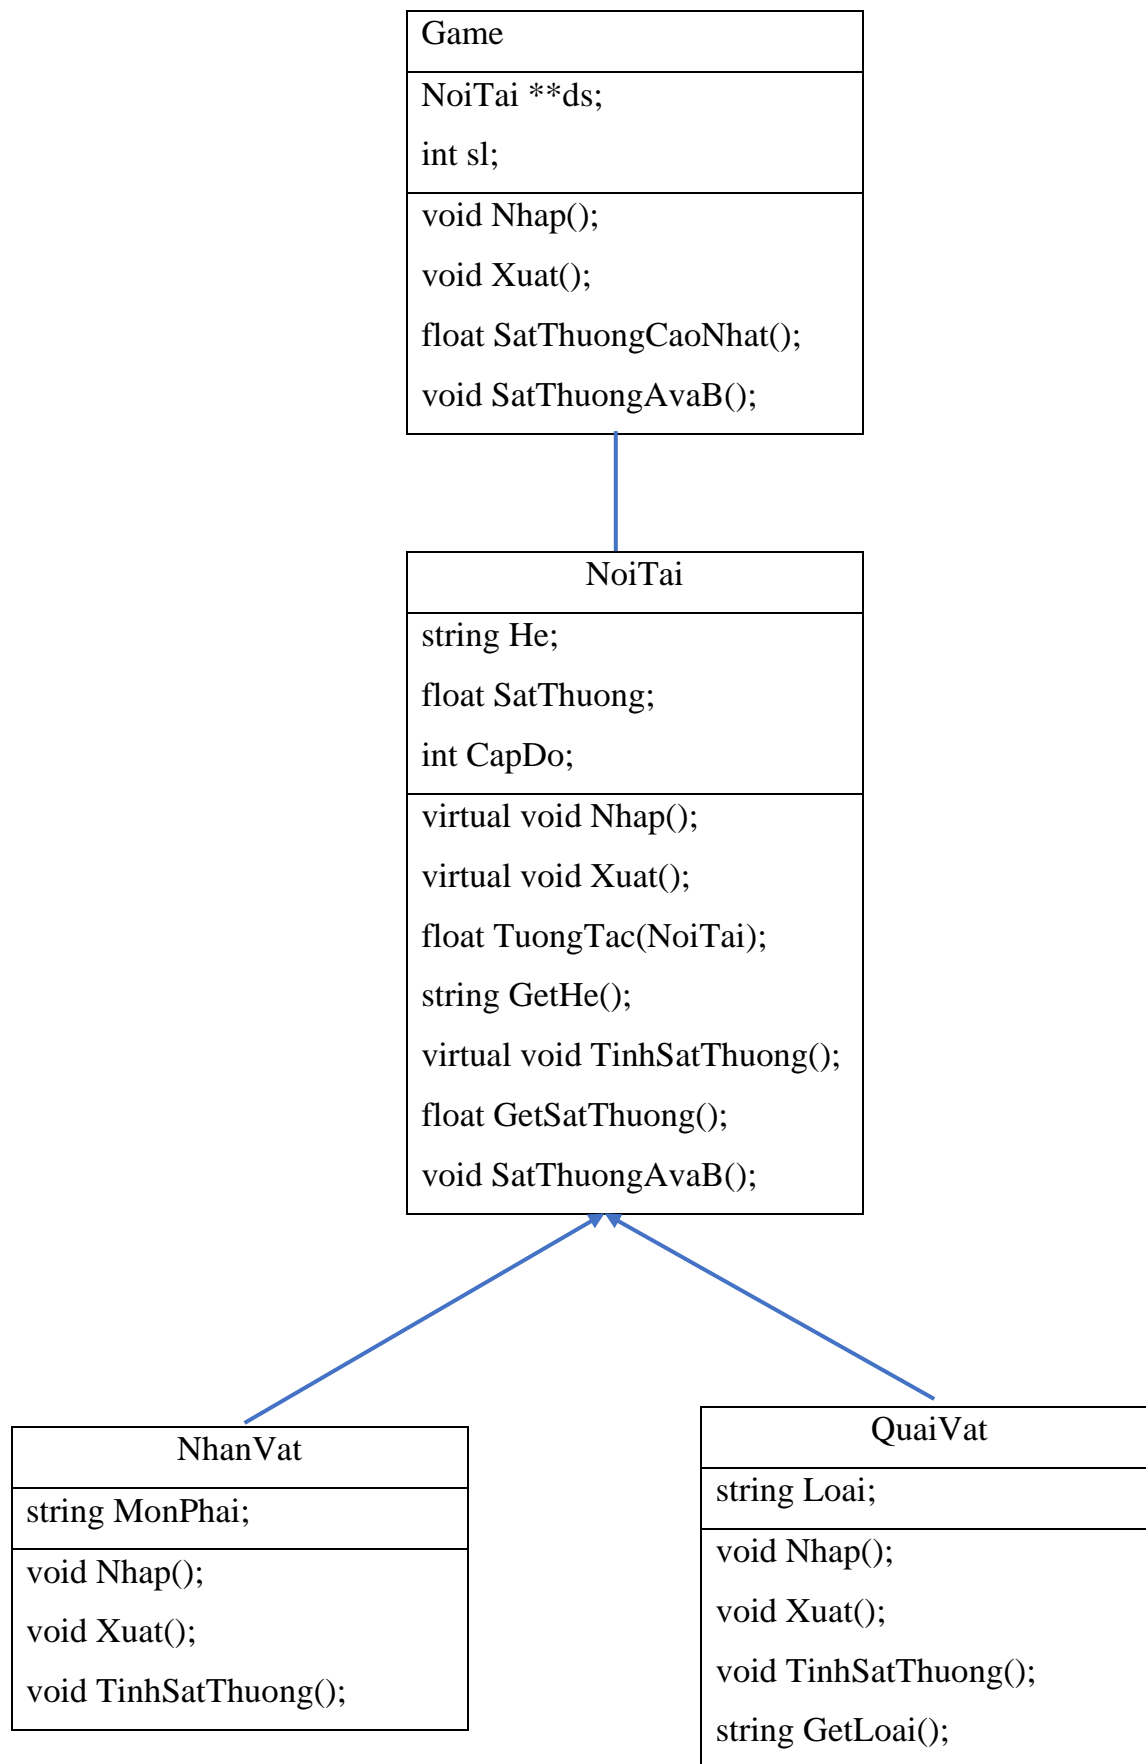 Game
NoiTai **ds;
int sl;
void Nhap();
void Xuat();
float SatThuongCaoNhat();
void SatThuongAvaB();
NoiTai
string He;
float SatThuong;
int CapDo;
virtual void Nhap();
virtual void Xuat();
float TuongTac(NoiTai);
string GetHe();
virtual void TinhSatThuong();
float GetSatThuong();
void SatThuongAvaB();
NhanVat
string MonPhai;
void Nhap();
void Xuat();
void TinhSatThuong();
QuaiVat
string Loai;
void Nhap();
void Xuat();
void TinhSatThuong();
string GetLoai();